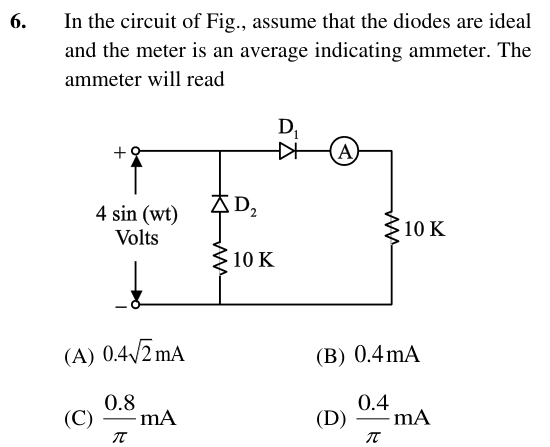 6. In the circuit of Fig., assume that the diodes are ideal
and the meter is an average indicating ammeter. The
ammeter will read
D₁
+
A
4 sin (wt)
Volts
D₂
10 K
10 K
–
(A) 0.4√2 mA
(B) 0.4 mA
(C) 0.8/π mA
(D) 0.4/π mA